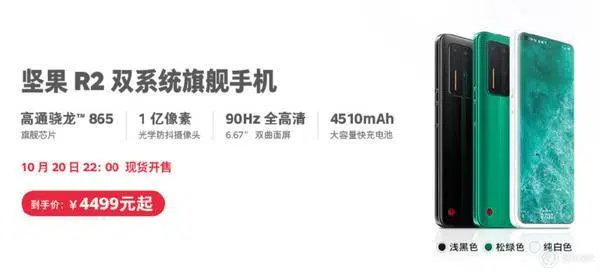 坚果 R2 双系统旗舰手机
高通骁龙™ 865
旗舰芯片
1 亿像素
光学防抖摄像头
90Hz 全高清
6.67” 双曲面屏
4510mAh
大容量快充电池
10 月 20 日 22：00 现货开售
到手价：￥4499元起
浅黑色
松绿色
纯白色